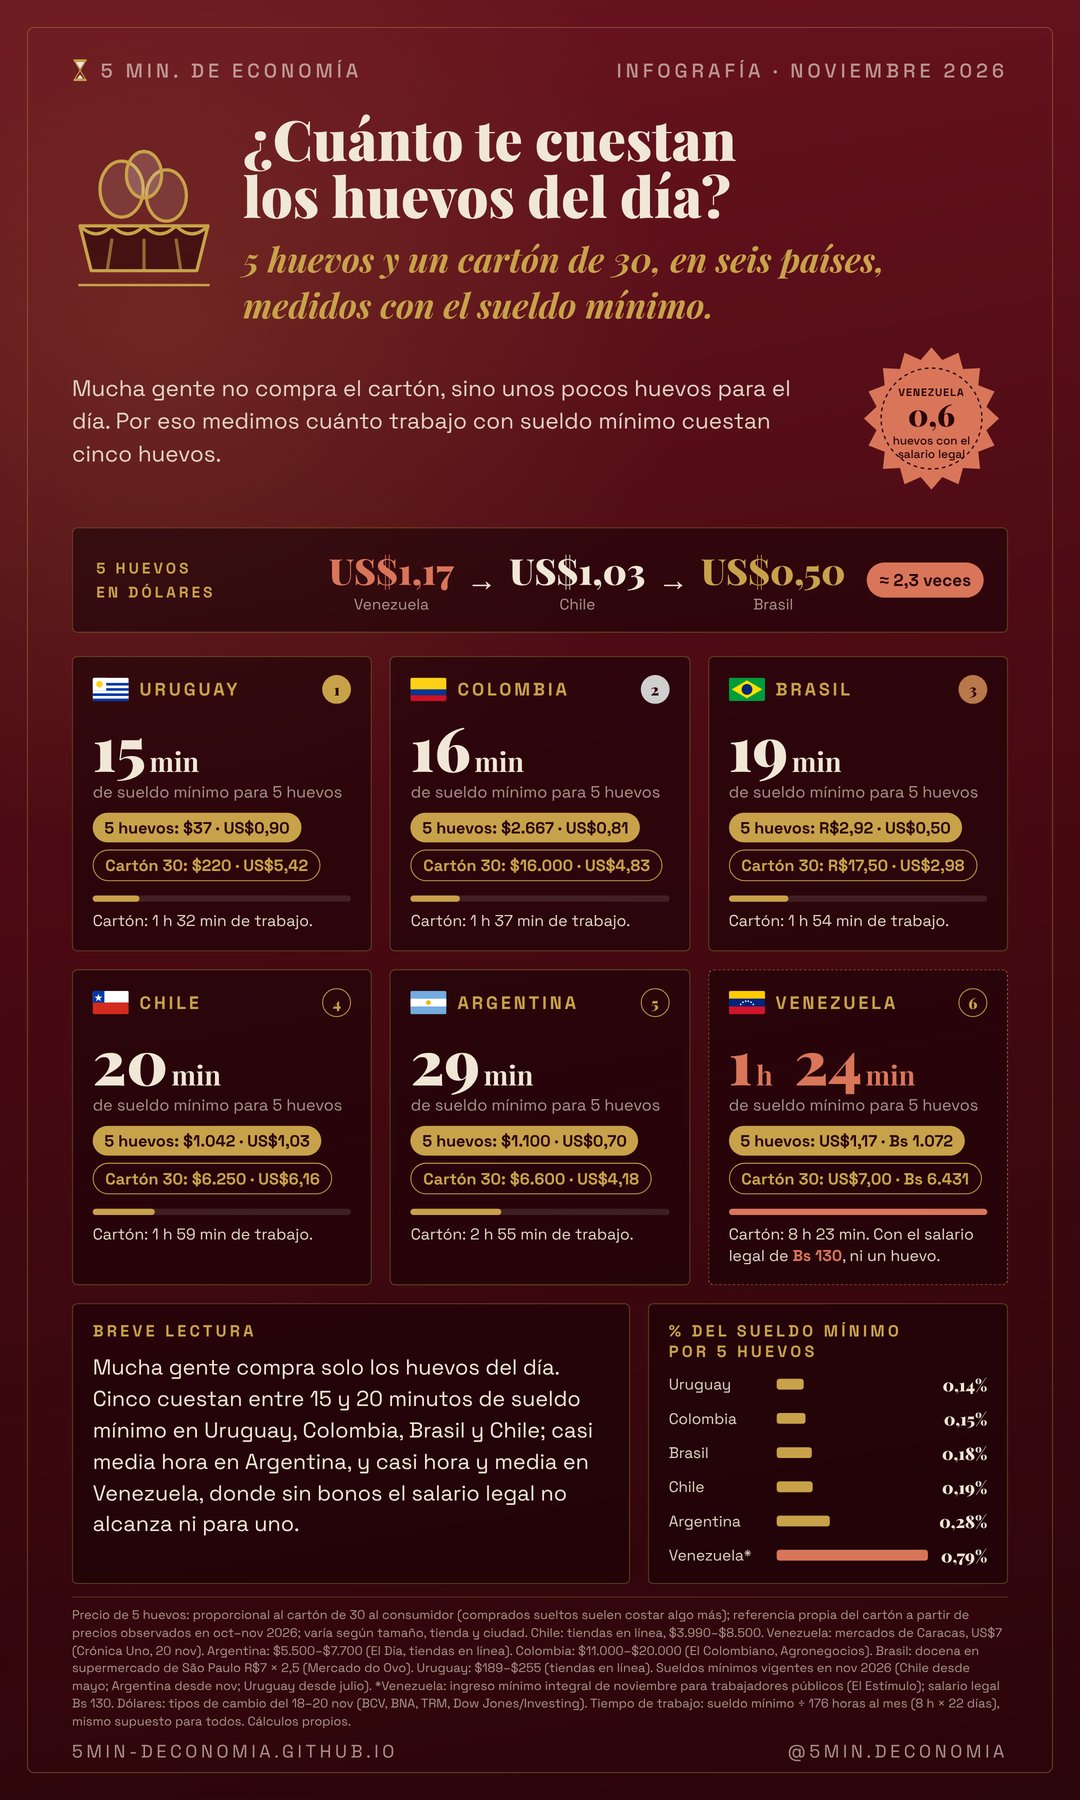 5 MIN. DE ECONOMÍA
INFOGRAFÍA · NOVIEMBRE 2026
¿Cuánto te cuestan
los huevos del día?
5 huevos y un cartón de 30, en seis países,
medidos con el sueldo mínimo.
Mucha gente no compra el cartón, sino unos pocos huevos para el
día. Por eso medimos cuánto trabajo con sueldo mínimo cuestan
cinco huevos.
VENEZUELA
0,6
huevos con el
salario legal
5 HUEVOS
EN DÓLARES
US$1,17 → US$1,03 → US$0,50
Venezuela Chile Brasil
≈ 2,3 veces
URUGUAY 1
15 min
de sueldo mínimo para 5 huevos
5 huevos: $37 · US$0,90
Cartón 30: $220 · US$5,42
Cartón: 1 h 32 min de trabajo.
COLOMBIA 2
16 min
de sueldo mínimo para 5 huevos
5 huevos: $2.667 · US$0,81
Cartón 30: $16.000 · US$4,83
Cartón: 1 h 37 min de trabajo.
BRASIL 3
19 min
de sueldo mínimo para 5 huevos
5 huevos: R$2,92 · US$0,50
Cartón 30: R$17,50 · US$2,98
Cartón: 1 h 54 min de trabajo.
CHILE 4
20 min
de sueldo mínimo para 5 huevos
5 huevos: $1.042 · US$1,03
Cartón 30: $6.250 · US$6,16
Cartón: 1 h 59 min de trabajo.
ARGENTINA 5
29 min
de sueldo mínimo para 5 huevos
5 huevos: $1.100 · US$0,70
Cartón 30: $6.600 · US$4,18
Cartón: 2 h 55 min de trabajo.
VENEZUELA 6
1 h 24 min
de sueldo mínimo para 5 huevos
5 huevos: US$1,17 · Bs 1.072
Cartón 30: US$7,00 · Bs 6.431
Cartón: 8 h 23 min. Con el salario
legal de Bs 130, ni un huevo.
BREVE LECTURA
Mucha gente compra solo los huevos del día.
Cinco cuestan entre 15 y 20 minutos de sueldo
mínimo en Uruguay, Colombia, Brasil y Chile; casi
media hora en Argentina, y casi hora y media en
Venezuela, donde sin bonos el salario legal no
alcanza ni para uno.
% DEL SUELDO MÍNIMO
POR 5 HUEVOS
Uruguay 0,14%
Colombia 0,15%
Brasil 0,18%
Chile 0,19%
Argentina 0,28%
Venezuela* 0,79%
Precio de 5 huevos: proporcional al cartón de 30 al consumidor (comprados sueltos suelen costar algo más); referencia propia del cartón a partir de
precios observados en oct–nov 2026; varía según tamaño, tienda y ciudad. Chile: tiendas en línea, $3.990–$8.500. Venezuela: mercados de Caracas, US$7
(Crónica Uno, 20 nov). Argentina: $5.500–$7.700 (El Día, tiendas en línea). Colombia: $11.000–$20.000 (El Colombiano, Agronegocios). Brasil: docena en
supermercado de São Paulo R$7 × 2,5 (Mercado do Ovo). Uruguay: $189–$255 (tiendas en línea). Sueldos mínimos vigentes en nov 2026 (Chile desde
mayo; Argentina desde nov; Uruguay desde julio). *Venezuela: ingreso mínimo integral de noviembre para trabajadores públicos (El Estímulo); salario legal
Bs 130. Dólares: tipos de cambio del 18–20 nov (BCV, BNA, TRM, Dow Jones/Investing). Tiempo de trabajo: sueldo mínimo ÷ 176 horas al mes (8 h × 22 días),
mismo supuesto para todos. Cálculos propios.
5MIN-DECONOMIA.GITHUB.IO
@5MIN.DECONOMIA